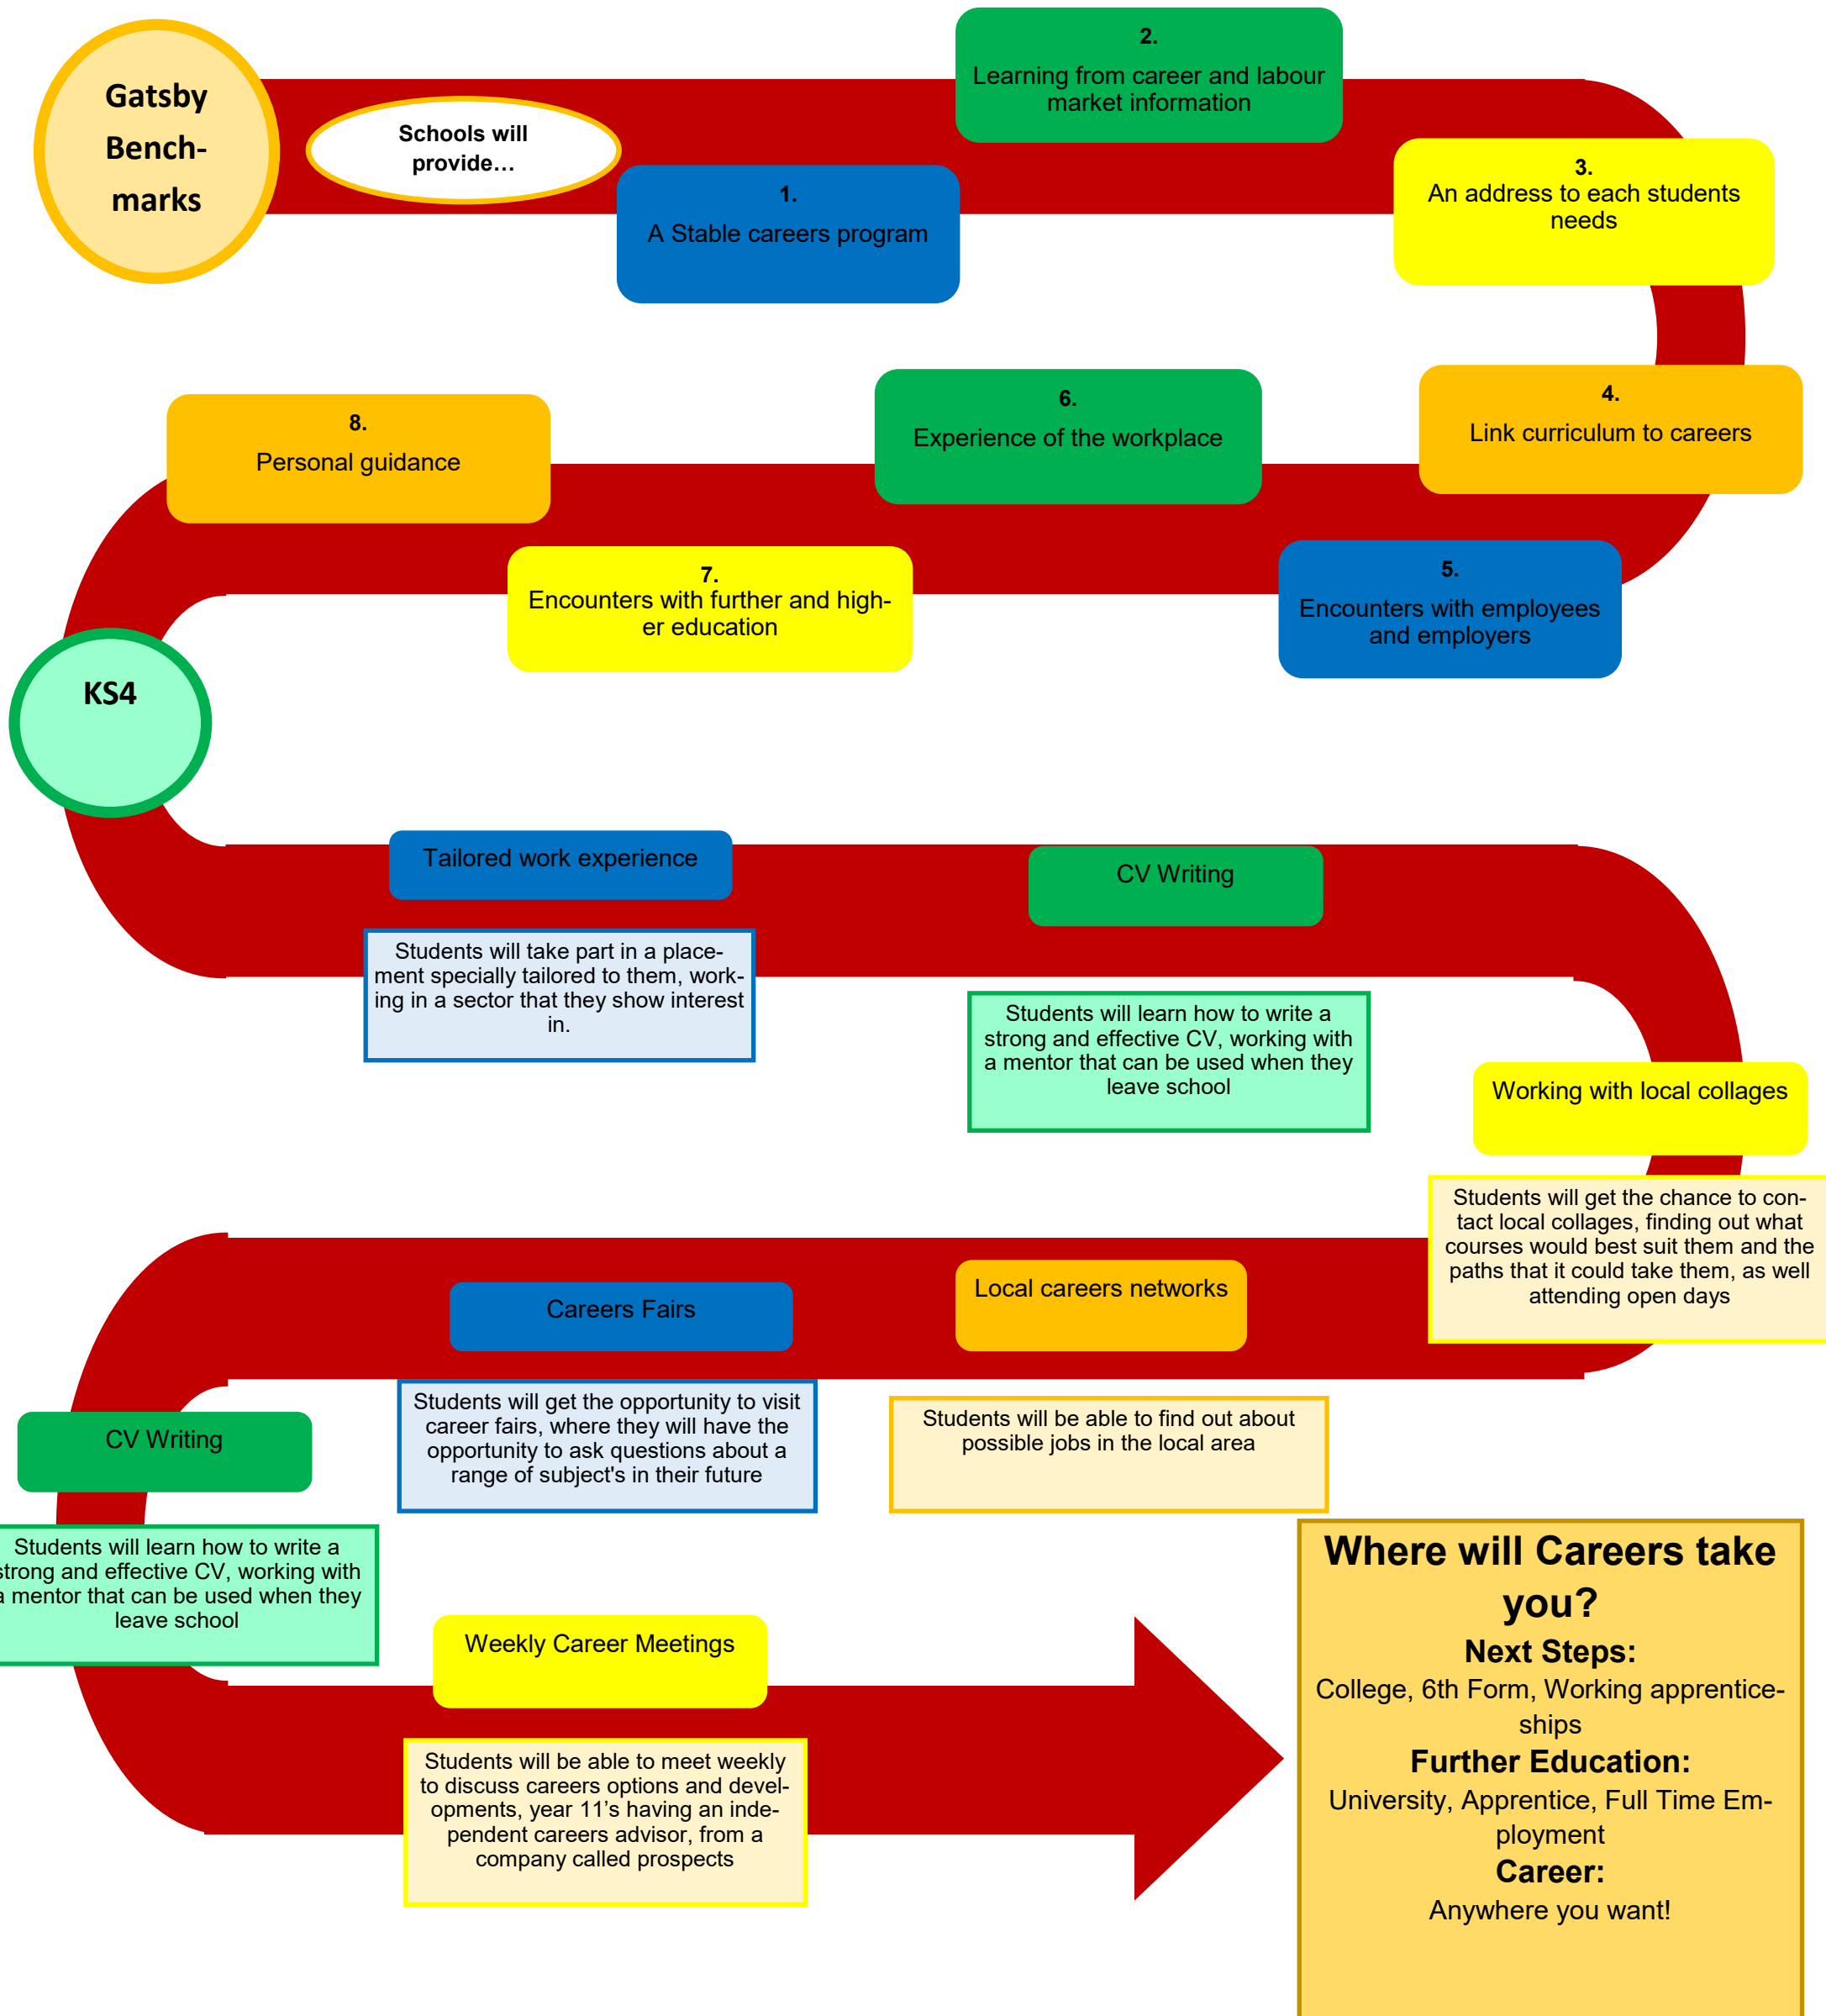 Gatsby
Bench-
marks
Schools will
provide...
1.
A Stable careers program
2.
Learning from career and labour
market information
3.
An address to each students
needs
4.
Link curriculum to careers
5.
Encounters with employees
and employers
6.
Experience of the workplace
7.
Encounters with further and high-
er education
8.
Personal guidance
KS4
Tailored work experience
Students will take part in a place-
ment specially tailored to them, work-
ing in a sector that they show interest
in.
CV Writing
Students will learn how to write a
strong and effective CV, working with
a mentor that can be used when they
leave school
Working with local collages
Students will get the chance to con-
tact local collages, finding out what
courses would best suit them and the
paths that it could take them, as well
attending open days
Local careers networks
Students will be able to find out about
possible jobs in the local area
Careers Fairs
Students will get the opportunity to visit
career fairs, where they will have the
opportunity to ask questions about a
range of subject's in their future
CV Writing
Students will learn how to write a
strong and effective CV, working with
a mentor that can be used when they
leave school
Weekly Career Meetings
Students will be able to meet weekly
to discuss careers options and devel-
opments, year 11’s having an inde-
pendent careers advisor, from a
company called prospects
Where will Careers take
you?
Next Steps:
College, 6th Form, Working apprentice-
ships
Further Education:
University, Apprentice, Full Time Em-
ployment
Career:
Anywhere you want!